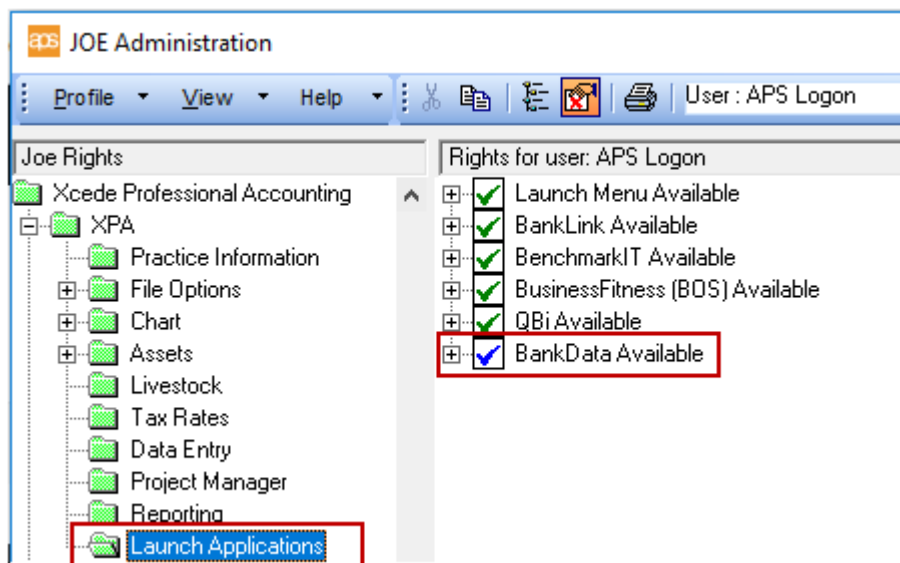 aps JOE Administration
Profile View Help User : APS Logon
Joe Rights
Xcede Professional Accounting
XPA
Practice Information
File Options
Chart
Assets
Livestock
Tax Rates
Data Entry
Project Manager
Reporting
Launch Applications
Rights for user: APS Logon
Launch Menu Available
BankLink Available
BenchmarkIT Available
BusinessFitness (BOS) Available
QBi Available
BankData Available